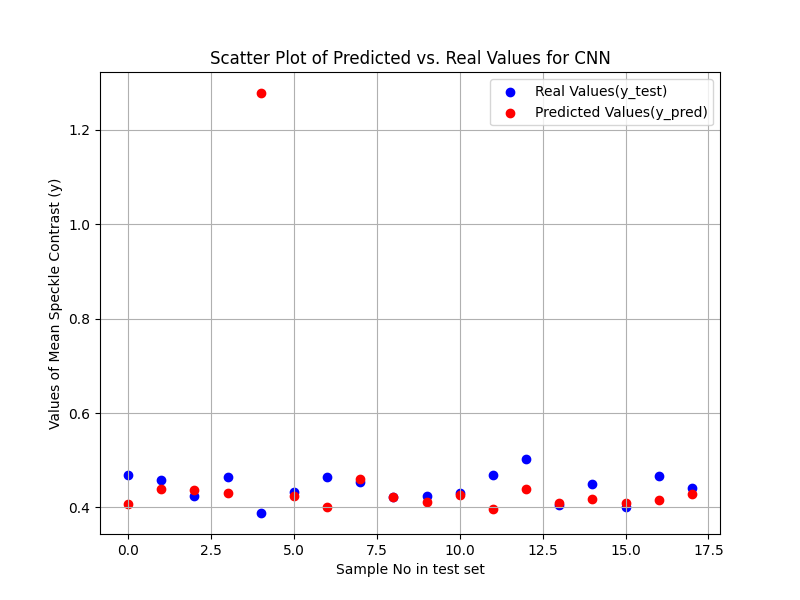 Scatter Plot of Predicted vs. Real Values for CNN
Real Values(y_test)
Predicted Values(y_pred)
Values of Mean Speckle Contrast (y)
1.2
1.0
0.8
0.6
0.4
0.0 2.5 5.0 7.5 10.0 12.5 15.0 17.5
Sample No in test set